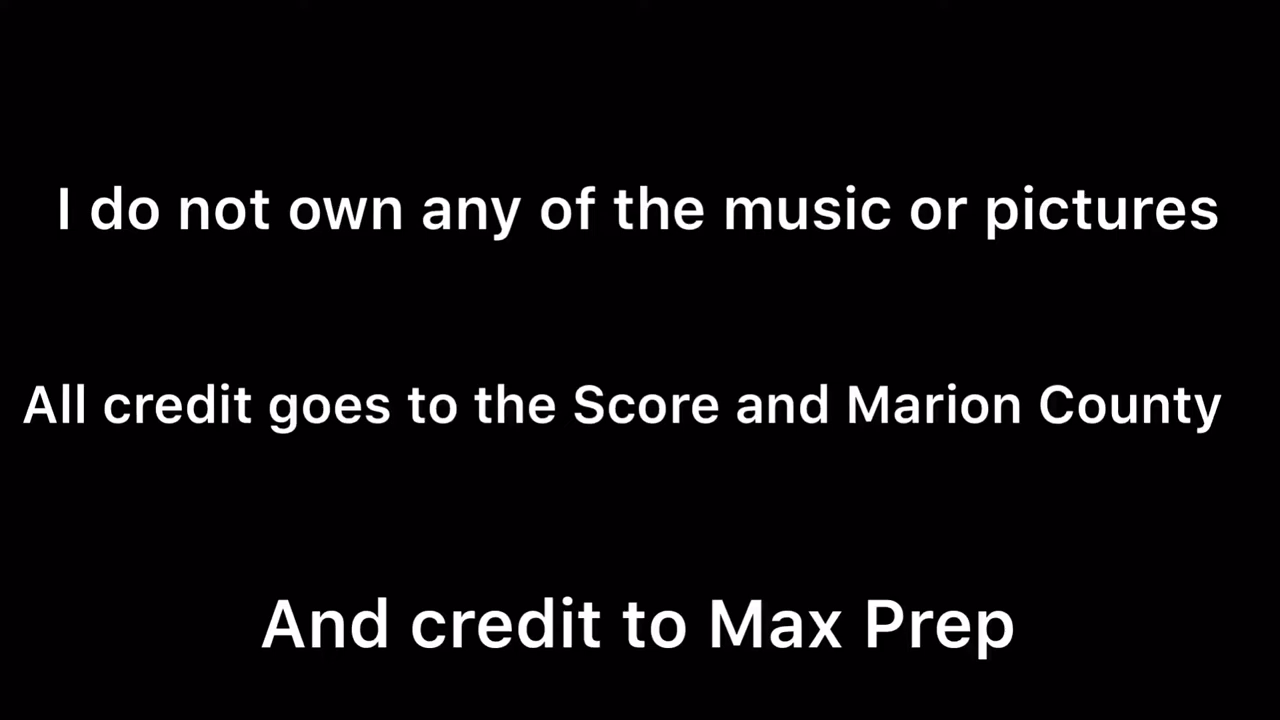 I do not own any of the music or pictures
All credit goes to the Score and Marion County
And credit to Max Prep